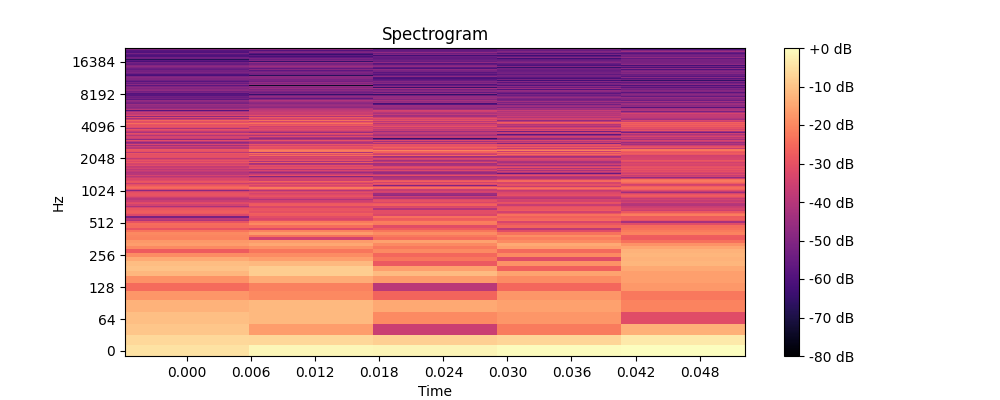 Spectrogram
Hz
16384
8192
4096
2048
1024
512
256
128
64
0
0.000 0.006 0.012 0.018 0.024 0.030 0.036 0.042 0.048
Time
+0 dB
-10 dB
-20 dB
-30 dB
-40 dB
-50 dB
-60 dB
-70 dB
-80 dB